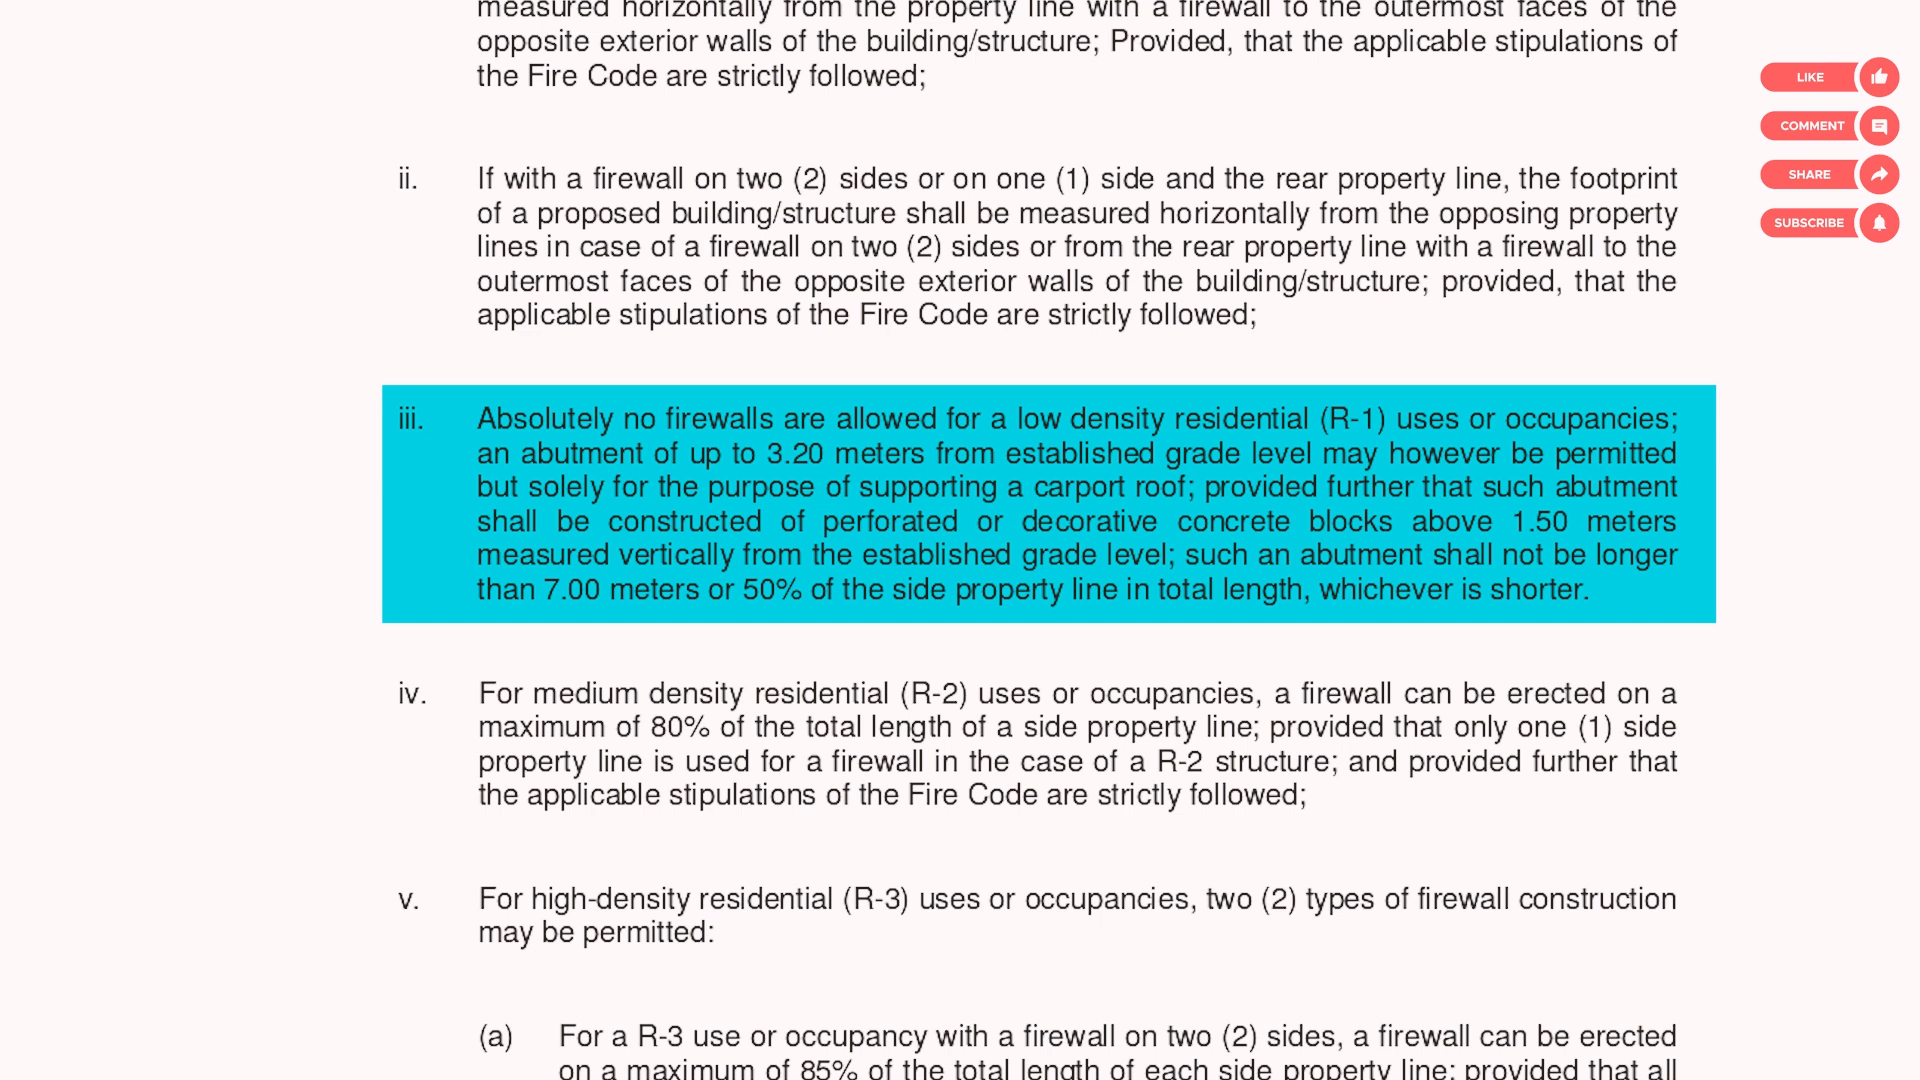 measured horizontally from the property line with a firewall to the outermost faces of the
opposite exterior walls of the building/structure; Provided, that the applicable stipulations of
the Fire Code are strictly followed;
ii. If with a firewall on two (2) sides or on one (1) side and the rear property line, the footprint
of a proposed building/structure shall be measured horizontally from the opposing property
lines in case of a firewall on two (2) sides or from the rear property line with a firewall to the
outermost faces of the opposite exterior walls of the building/structure; provided, that the
applicable stipulations of the Fire Code are strictly followed;
iii. Absolutely no firewalls are allowed for a low density residential (R-1) uses or occupancies;
an abutment of up to 3.20 meters from established grade level may however be permitted
but solely for the purpose of supporting a carport roof; provided further that such abutment
shall be constructed of perforated or decorative concrete blocks above 1.50 meters
measured vertically from the established grade level; such an abutment shall not be longer
than 7.00 meters or 50% of the side property line in total length, whichever is shorter.
iv. For medium density residential (R-2) uses or occupancies, a firewall can be erected on a
maximum of 80% of the total length of a side property line; provided that only one (1) side
property line is used for a firewall in the case of a R-2 structure; and provided further that
the applicable stipulations of the Fire Code are strictly followed;
v. For high-density residential (R-3) uses or occupancies, two (2) types of firewall construction
may be permitted:
(a) For a R-3 use or occupancy with a firewall on two (2) sides, a firewall can be erected
on a maximum of 85% of the total length of each side property line; provided that all
LIKE
COMMENT
SHARE
SUBSCRIBE